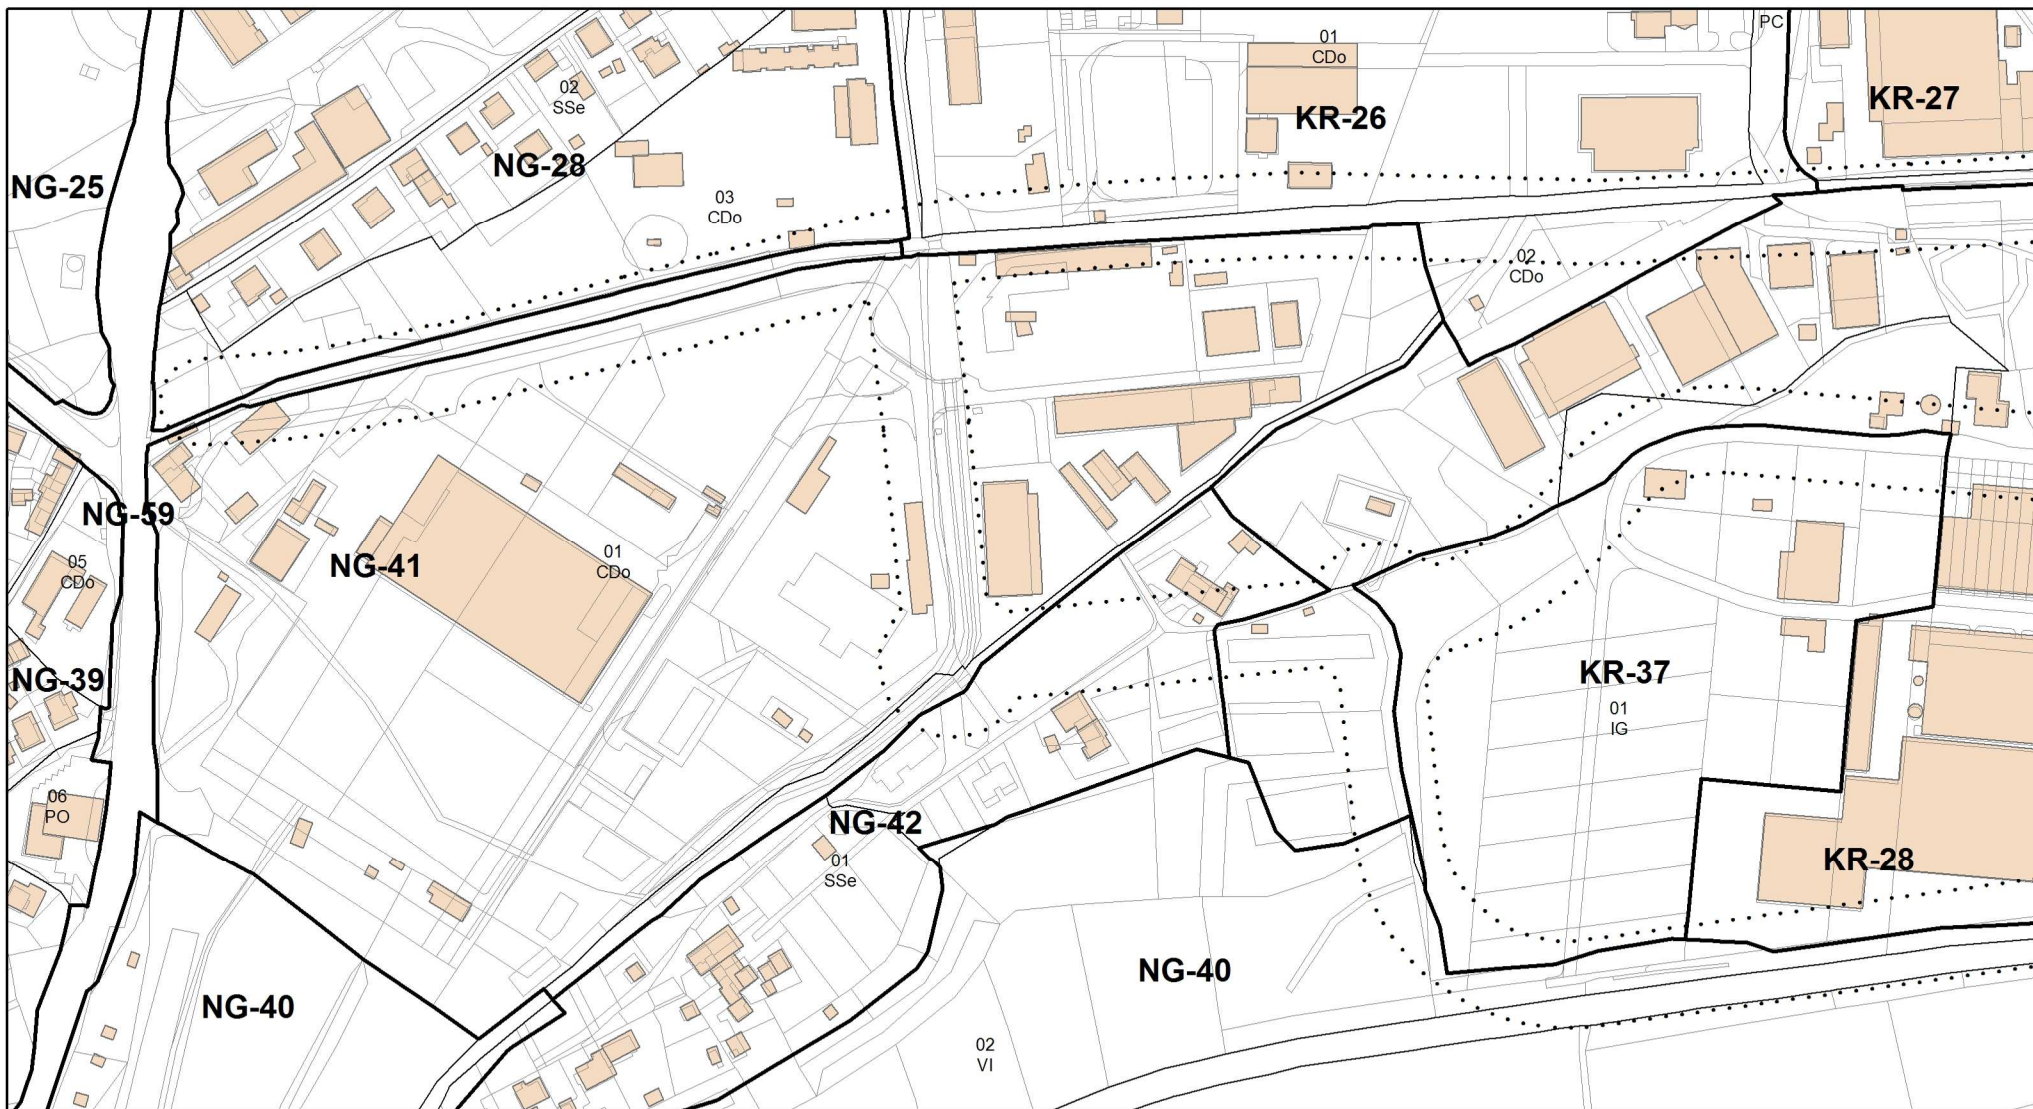 PC
01
CDo
02
SSe
KR-27
KR-26
NG-28
NG-25
03
CDo
02
CDo
NG-59
NG-41
01
CDo
05
CDo
NG-39
KR-37
01
IG
06
PO
NG-42
01
SSe
KR-28
NG-40
NG-40
02
VI